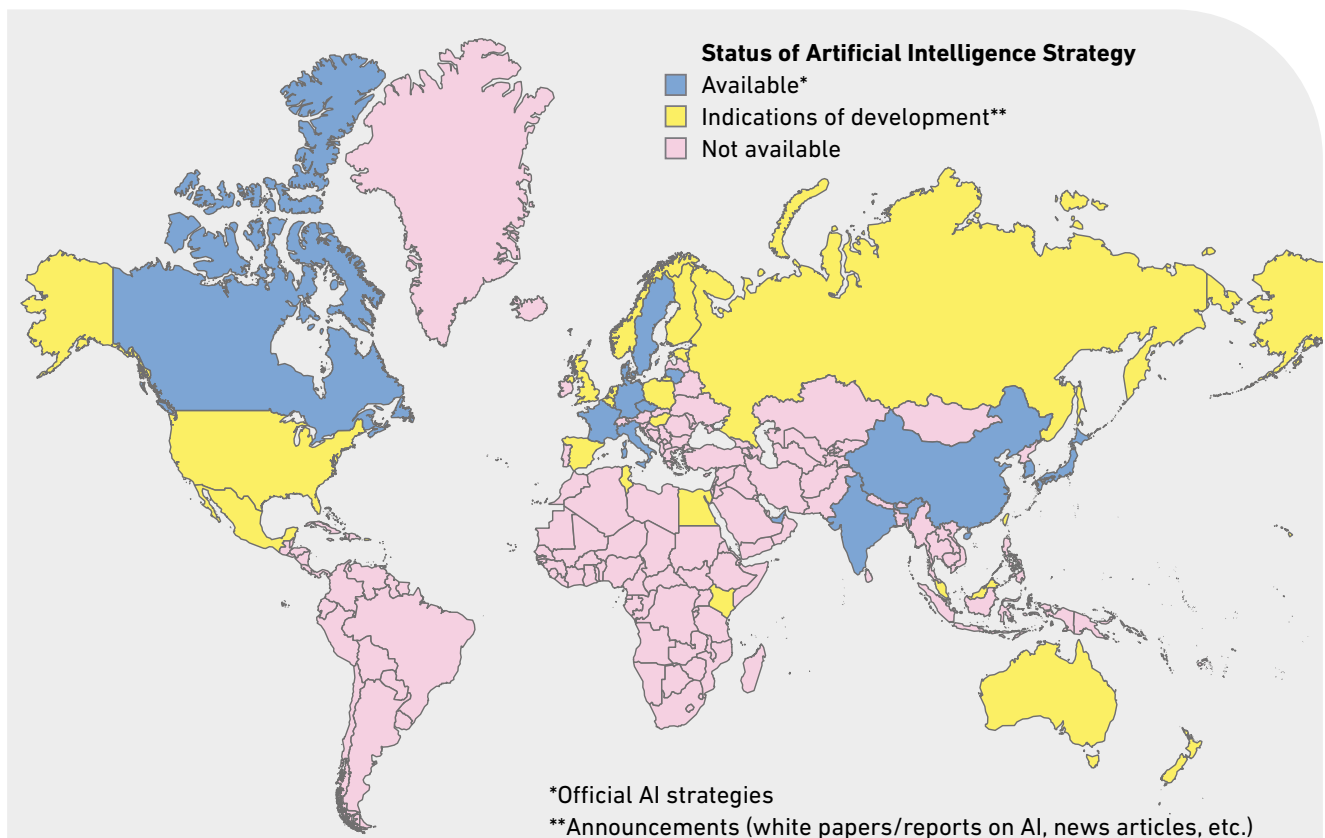 Status of Artificial Intelligence Strategy
Available*
Indications of development**
Not available
*Official AI strategies
**Announcements (white papers/reports on AI, news articles, etc.)